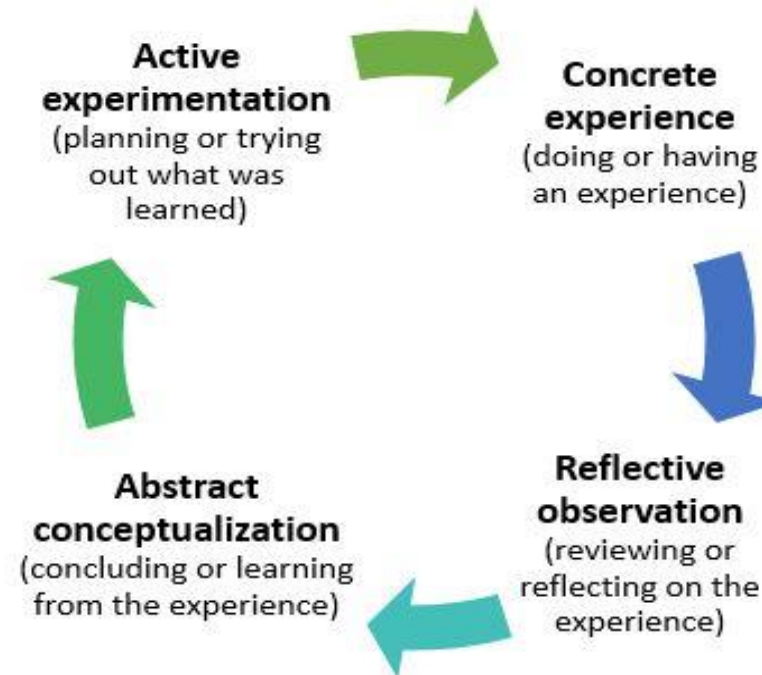 Active
experimentation
(planning or trying
out what was
learned)
Concrete
experience
(doing or having
an experience)
Reflective
observation
(reviewing or
reflecting on the
experience)
Abstract
conceptualization
(concluding or learning
from the experience)